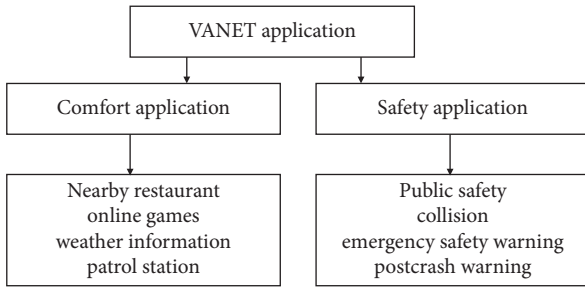 VANET application
Comfort application
Safety application
Nearby restaurant
online games
weather information
patrol station
Public safety
collision
emergency safety warning
postcrash warning